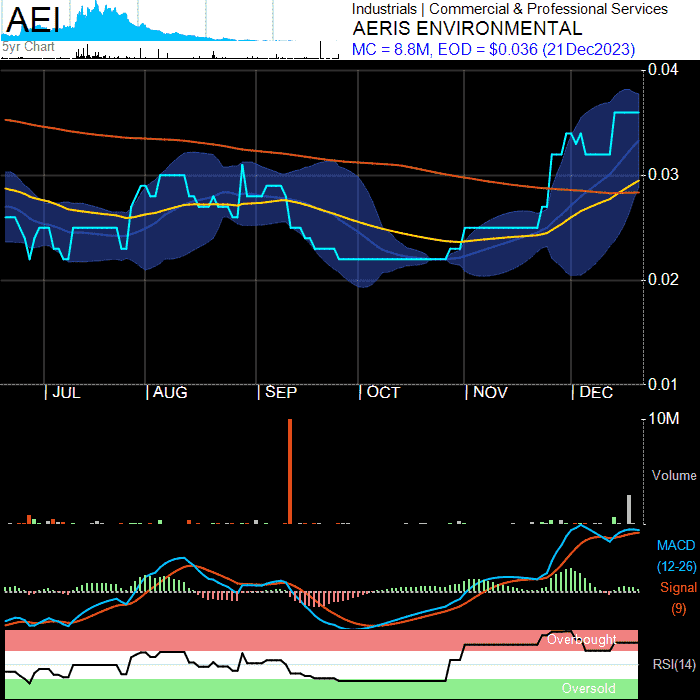 AEI
5yr Chart
Industrials | Commercial & Professional Services
AERIS ENVIRONMENTAL
MC = 8.8M, EOD = $0.036 (21Dec2023)
0.04
0.03
0.02
0.01
JUL
AUG
SEP
OCT
NOV
DEC
10M
Volume
MACD
(12-26)
Signal
(9)
Overbought
RSI(14)
Oversold